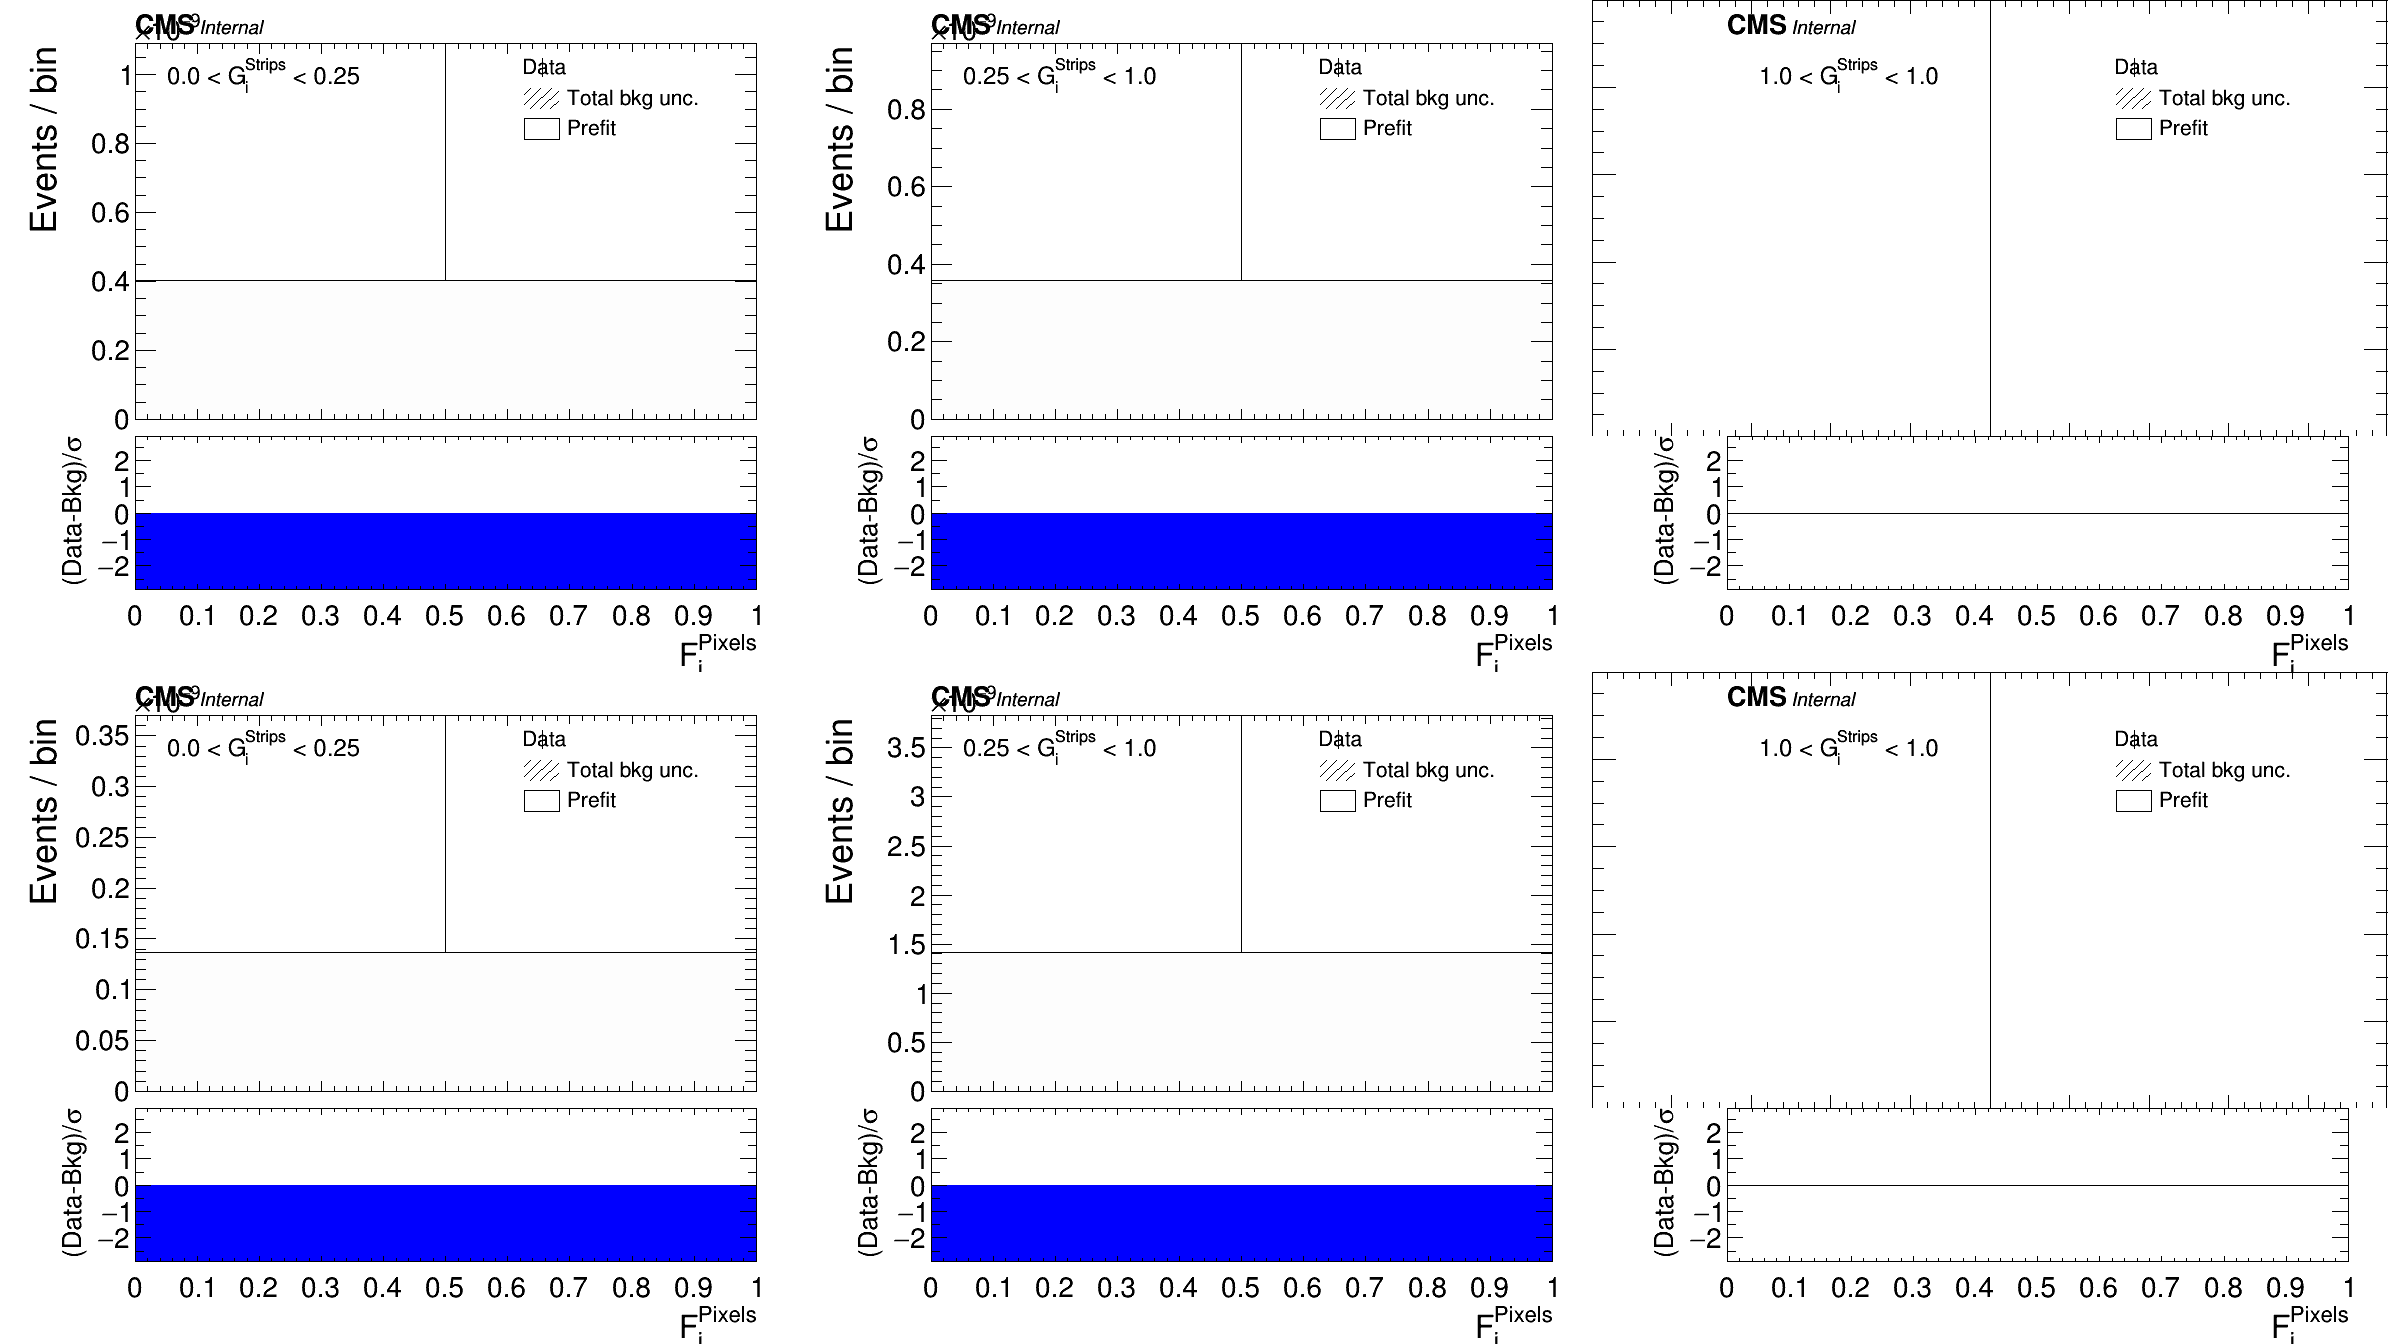 CMS Internal
Events / bin
0.0 < G_i^Strips < 0.25
Data
Total bkg unc.
Prefit
1
0.8
0.6
0.4
0.2
0
(Data-Bkg)/σ
2
1
0
−1
−2
0 0.1 0.2 0.3 0.4 0.5 0.6 0.7 0.8 0.9 1
F_i^Pixels
CMS Internal
Events / bin
0.25 < G_i^Strips < 1.0
Data
Total bkg unc.
Prefit
0.8
0.6
0.4
0.2
0
(Data-Bkg)/σ
2
1
0
−1
−2
0 0.1 0.2 0.3 0.4 0.5 0.6 0.7 0.8 0.9 1
F_i^Pixels
CMS Internal
1.0 < G_i^Strips < 1.0
Data
Total bkg unc.
Prefit
(Data-Bkg)/σ
2
1
0
−1
−2
0 0.1 0.2 0.3 0.4 0.5 0.6 0.7 0.8 0.9 1
F_i^Pixels
CMS Internal
Events / bin
0.0 < G_i^Strips < 0.25
Data
Total bkg unc.
Prefit
0.35
0.3
0.25
0.2
0.15
0.1
0.05
0
(Data-Bkg)/σ
2
1
0
−1
−2
0 0.1 0.2 0.3 0.4 0.5 0.6 0.7 0.8 0.9 1
F_i^Pixels
CMS Internal
Events / bin
0.25 < G_i^Strips < 1.0
Data
Total bkg unc.
Prefit
3.5
3
2.5
2
1.5
1
0.5
0
(Data-Bkg)/σ
2
1
0
−1
−2
0 0.1 0.2 0.3 0.4 0.5 0.6 0.7 0.8 0.9 1
F_i^Pixels
CMS Internal
1.0 < G_i^Strips < 1.0
Data
Total bkg unc.
Prefit
(Data-Bkg)/σ
2
1
0
−1
−2
0 0.1 0.2 0.3 0.4 0.5 0.6 0.7 0.8 0.9 1
F_i^Pixels